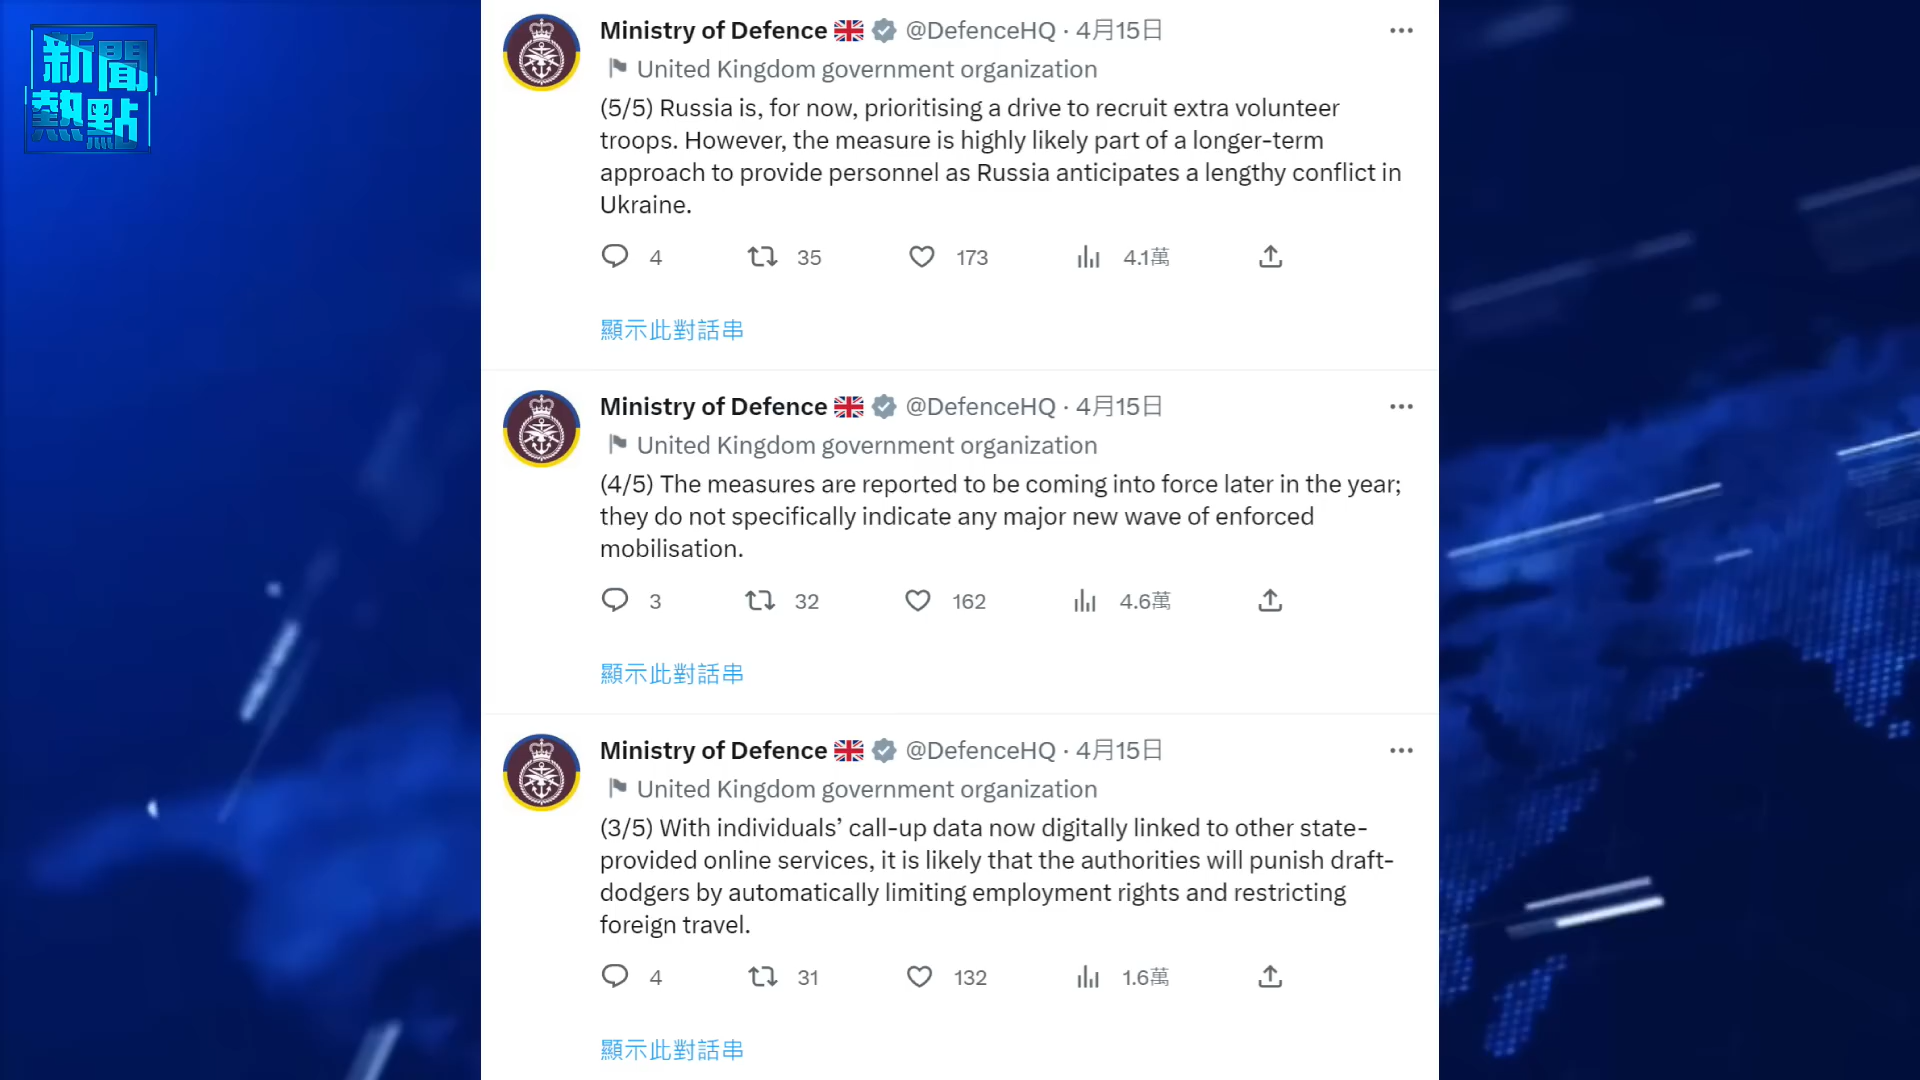 新聞
熱點
Ministry of Defence @DefenceHQ · 4月15日
United Kingdom government organization
(5/5) Russia is, for now, prioritising a drive to recruit extra volunteer
troops. However, the measure is highly likely part of a longer-term
approach to provide personnel as Russia anticipates a lengthy conflict in
Ukraine.
4 35 173 4.1萬
顯示此對話串
Ministry of Defence @DefenceHQ · 4月15日
United Kingdom government organization
(4/5) The measures are reported to be coming into force later in the year;
they do not specifically indicate any major new wave of enforced
mobilisation.
3 32 162 4.6萬
顯示此對話串
Ministry of Defence @DefenceHQ · 4月15日
United Kingdom government organization
(3/5) With individuals’ call-up data now digitally linked to other state-
provided online services, it is likely that the authorities will punish draft-
dodgers by automatically limiting employment rights and restricting
foreign travel.
4 31 132 1.6萬
顯示此對話串